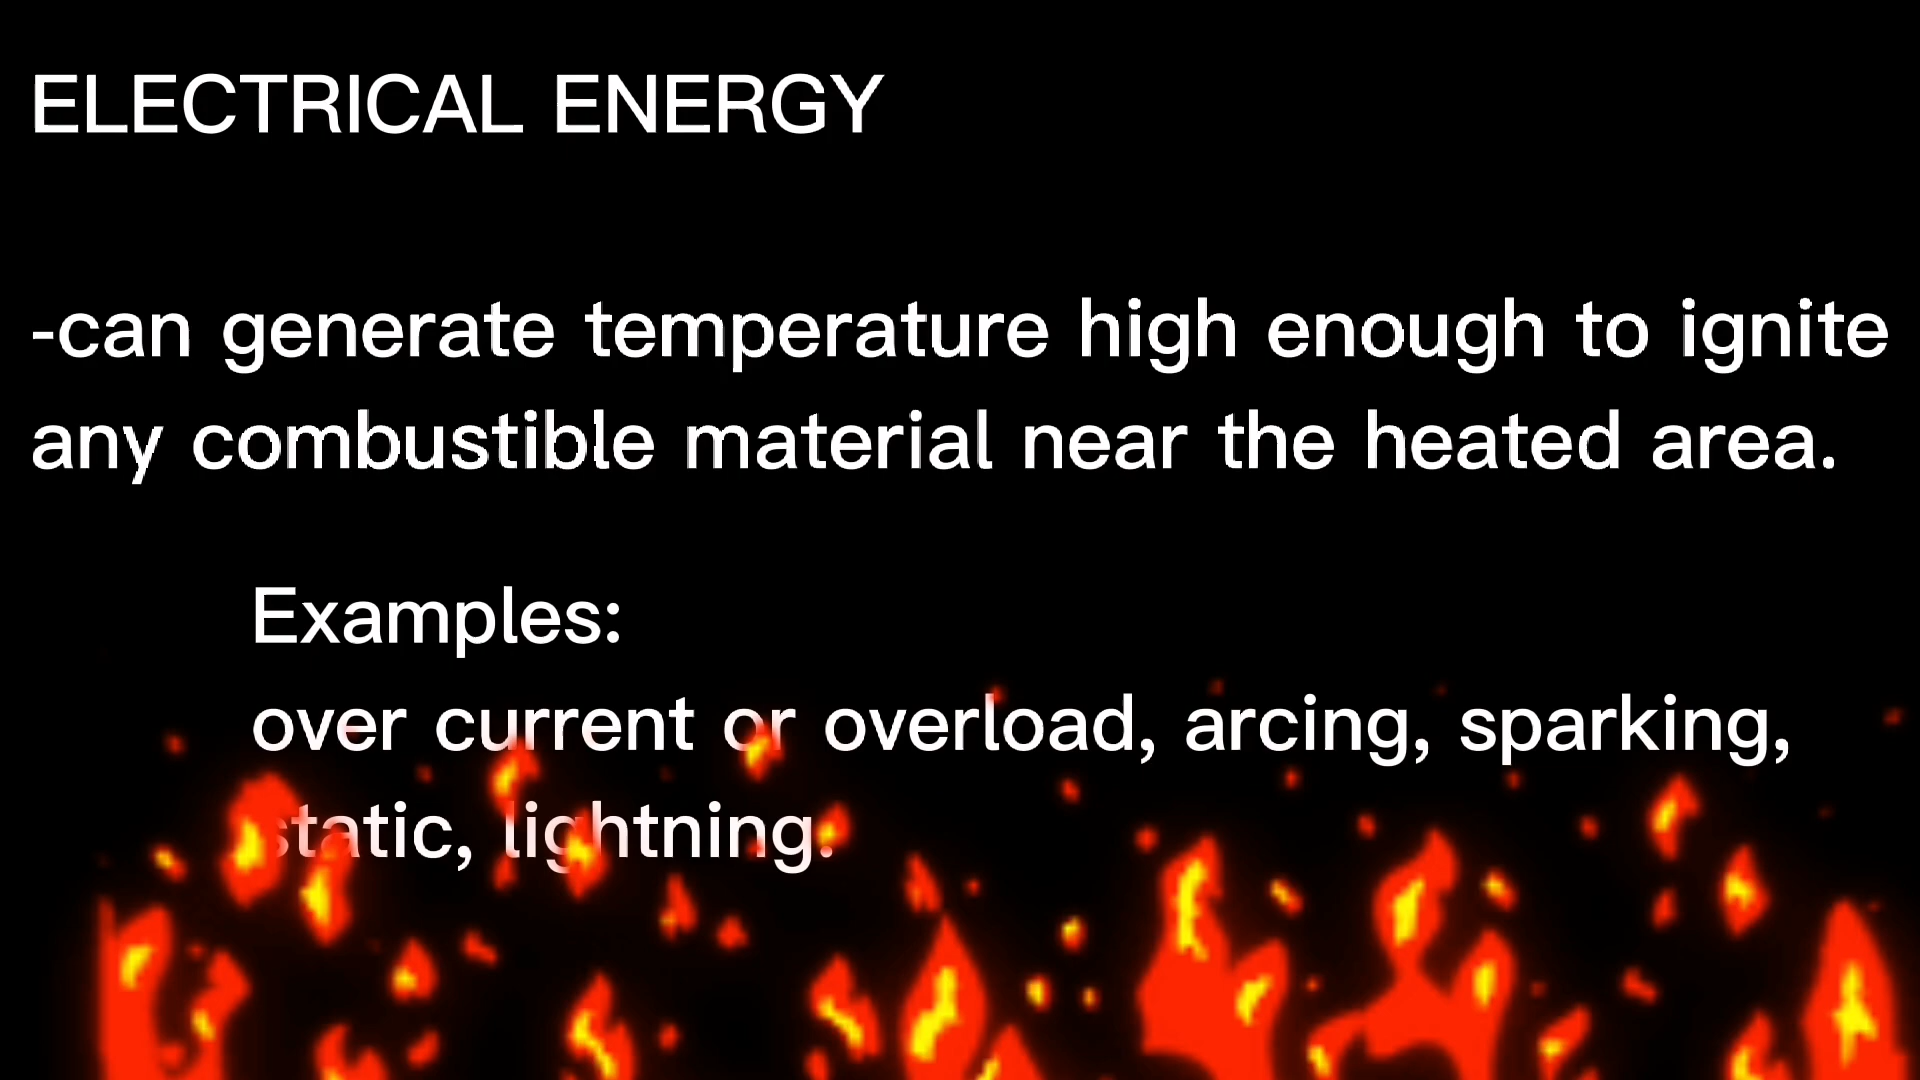 ELECTRICAL ENERGY
-can generate temperature high enough to ignite
any combustible material near the heated area.
Examples:
over current or overload, arcing, sparking,
static, lightning.